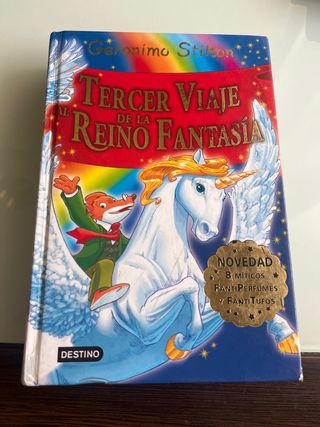 Geronimo Stilton
TERCER VIAJE
AL DE LA
REINO FANTASÍA
NOVEDAD
8 MÍTICOS
FANTIPERFUMES
Y FANTITUFOS
DESTINO